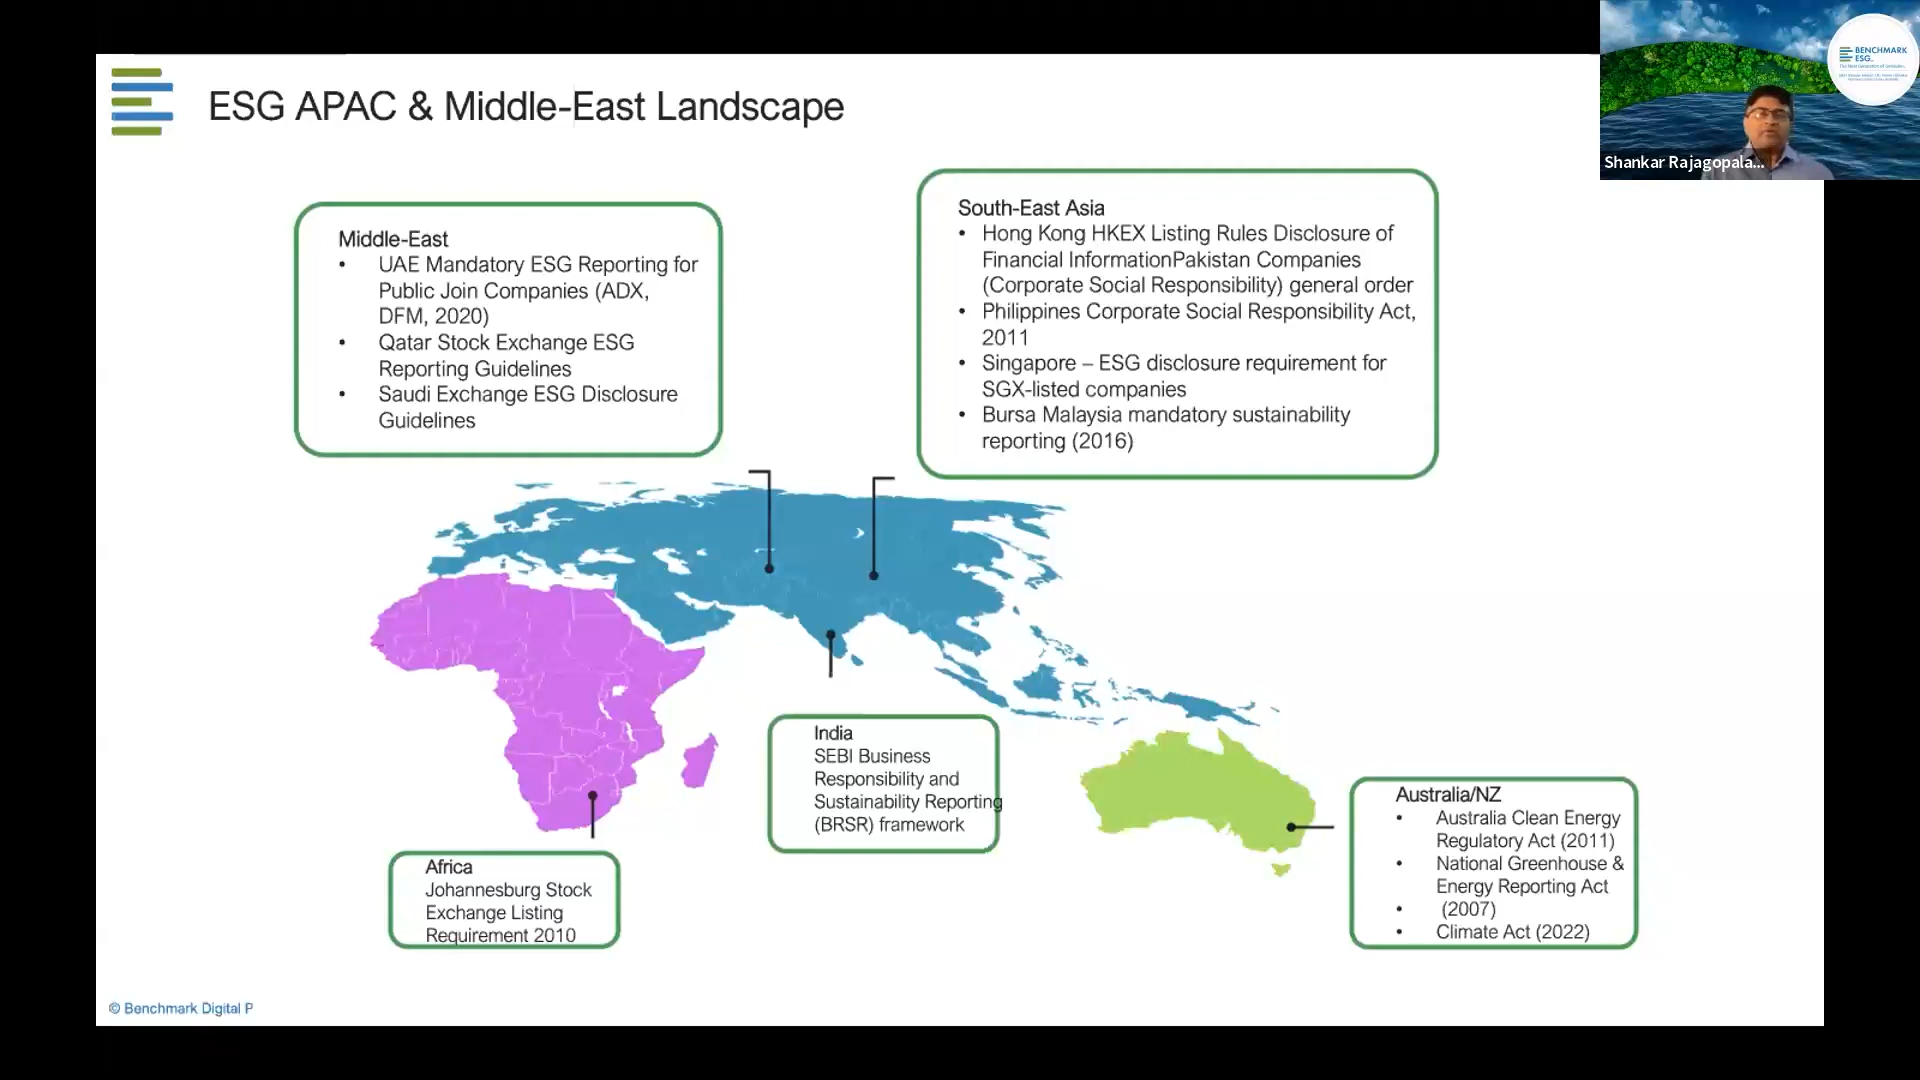 ESG APAC & Middle-East Landscape
BENCHMARK
ESG
Shankar Rajagopala...
Middle-East
• UAE Mandatory ESG Reporting for
Public Join Companies (ADX,
DFM, 2020)
• Qatar Stock Exchange ESG
Reporting Guidelines
• Saudi Exchange ESG Disclosure
Guidelines
South-East Asia
• Hong Kong HKEX Listing Rules Disclosure of
Financial InformationPakistan Companies
(Corporate Social Responsibility) general order
• Philippines Corporate Social Responsibility Act,
2011
• Singapore – ESG disclosure requirement for
SGX-listed companies
• Bursa Malaysia mandatory sustainability
reporting (2016)
India
SEBI Business
Responsibility and
Sustainability Reporting
(BRSR) framework
Australia/NZ
• Australia Clean Energy
Regulatory Act (2011)
• National Greenhouse &
Energy Reporting Act
• (2007)
• Climate Act (2022)
Africa
Johannesburg Stock
Exchange Listing
Requirement 2010
© Benchmark Digital P